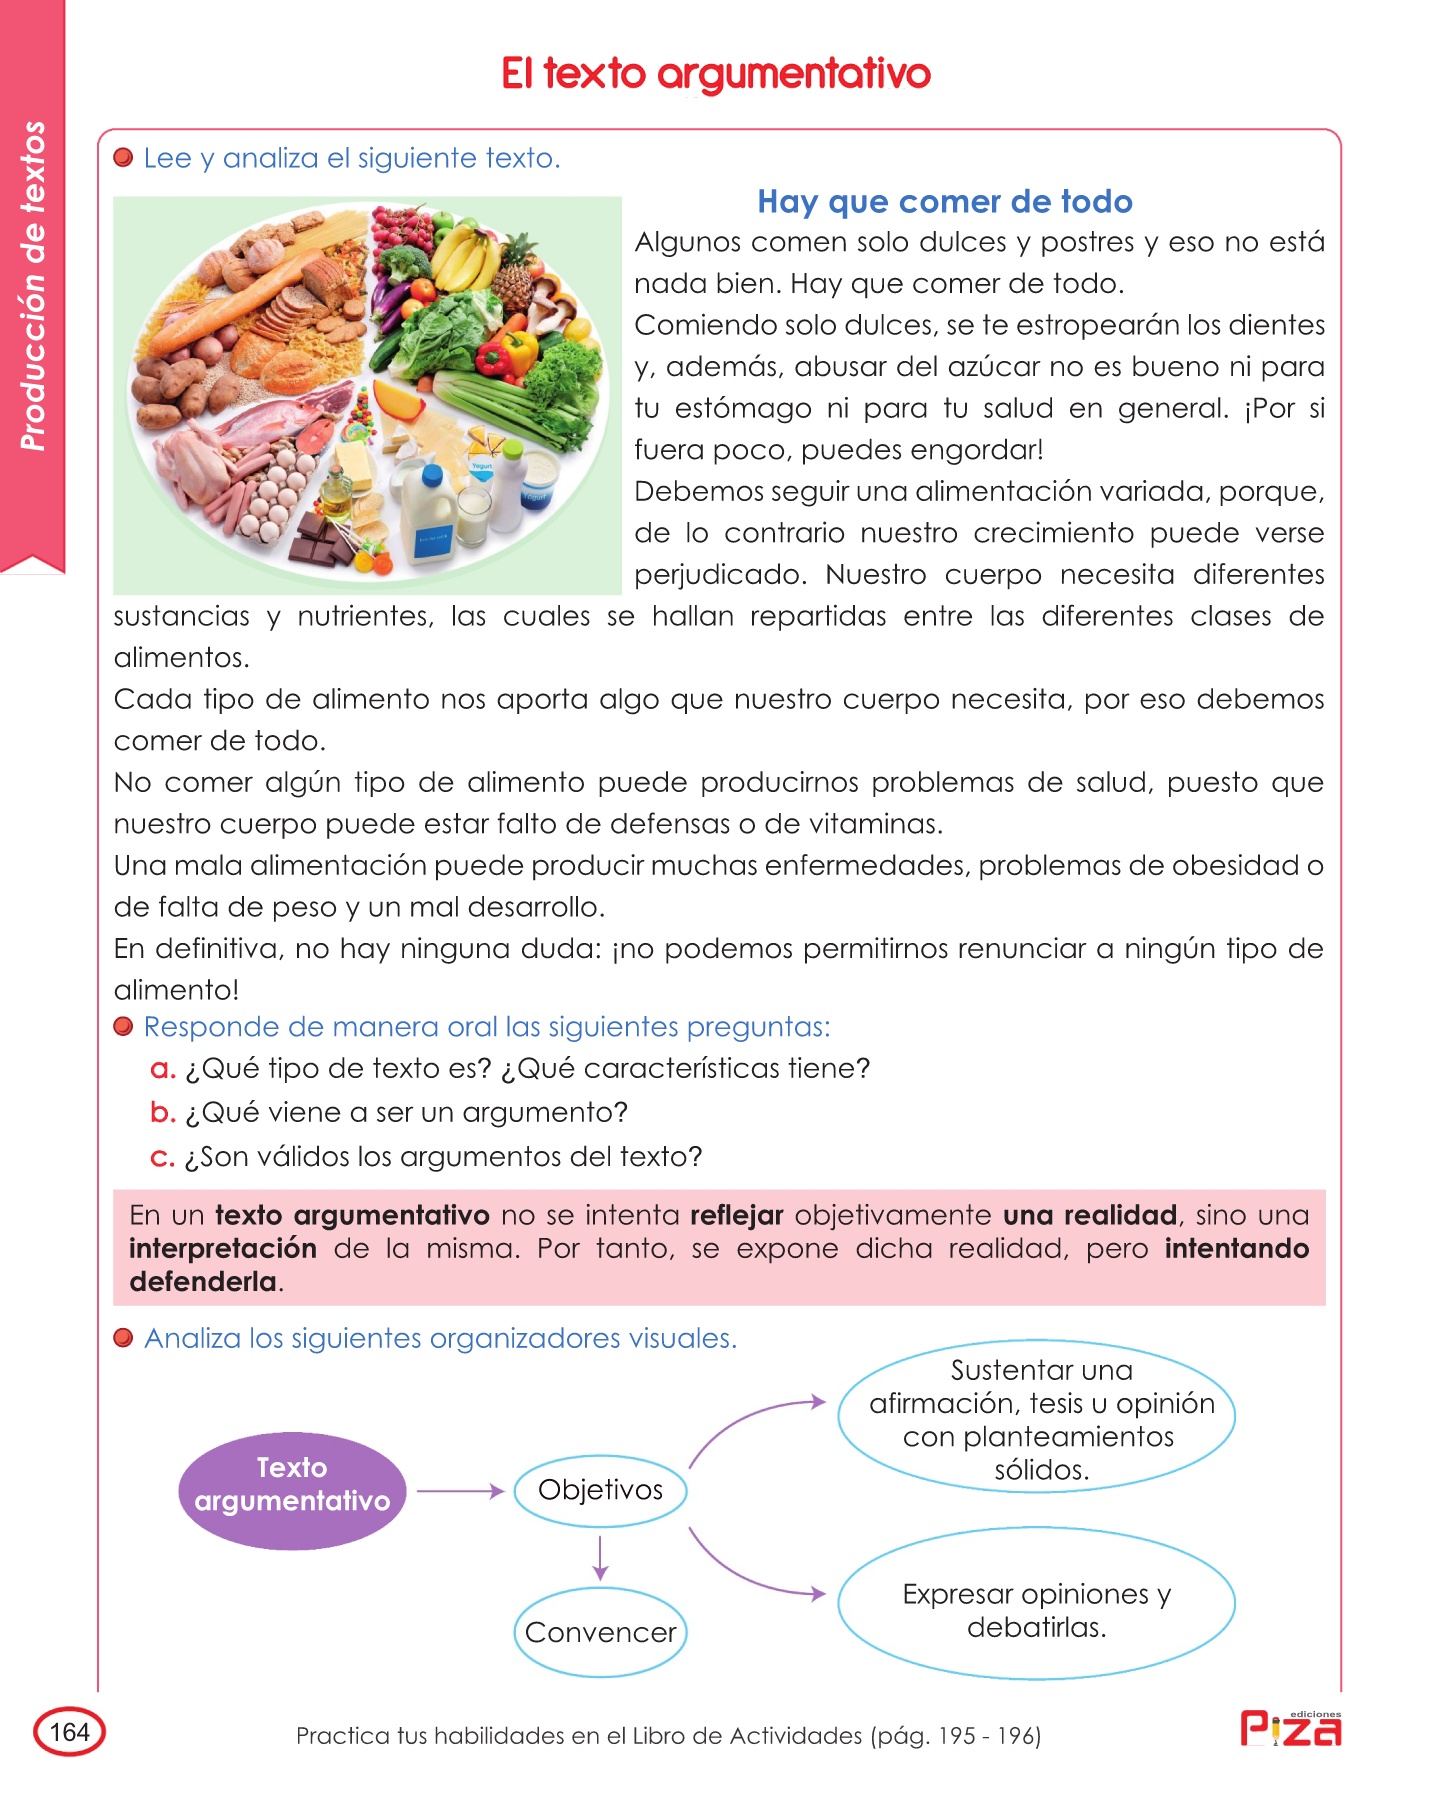 El texto argumentativo
Producción de textos
Lee y analiza el siguiente texto.
Hay que comer de todo
Algunos comen solo dulces y postres y eso no está
nada bien. Hay que comer de todo.
Comiendo solo dulces, se te estropearán los dientes
y, además, abusar del azúcar no es bueno ni para
tu estómago ni para tu salud en general. ¡Por si
fuera poco, puedes engordar!
Debemos seguir una alimentación variada, porque,
de lo contrario nuestro crecimiento puede verse
perjudicado. Nuestro cuerpo necesita diferentes
sustancias y nutrientes, las cuales se hallan repartidas entre las diferentes clases de
alimentos.
Cada tipo de alimento nos aporta algo que nuestro cuerpo necesita, por eso debemos
comer de todo.
No comer algún tipo de alimento puede producirnos problemas de salud, puesto que
nuestro cuerpo puede estar falto de defensas o de vitaminas.
Una mala alimentación puede producir muchas enfermedades, problemas de obesidad o
de falta de peso y un mal desarrollo.
En definitiva, no hay ninguna duda: ¡no podemos permitirnos renunciar a ningún tipo de
alimento!
Yogurt
Yogurt
Responde de manera oral las siguientes preguntas:
a. ¿Qué tipo de texto es? ¿Qué características tiene?
b. ¿Qué viene a ser un argumento?
c. ¿Son válidos los argumentos del texto?
En un texto argumentativo no se intenta reflejar objetivamente una realidad, sino una
interpretación de la misma. Por tanto, se expone dicha realidad, pero intentando
defenderla.
Analiza los siguientes organizadores visuales.
Texto
argumentativo
Objetivos
Sustentar una
afirmación, tesis u opinión
con planteamientos
sólidos.
Expresar opiniones y
debatirlas.
Convencer
164
Practica tus habilidades en el Libro de Actividades (pág. 195 - 196)
ediciones
Piza